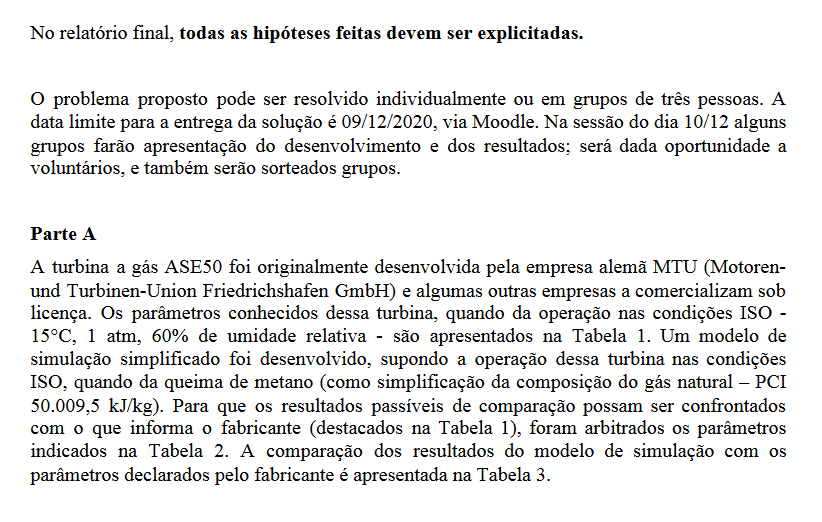 No relatório final, todas as hipóteses feitas devem ser explicitadas.
O problema proposto pode ser resolvido individualmente ou em grupos de três pessoas. A
data limite para a entrega da solução é 09/12/2020, via Moodle. Na sessão do dia 10/12 alguns
grupos farão apresentação do desenvolvimento e dos resultados; será dada oportunidade a
voluntários, e também serão sorteados grupos.
Parte A
A turbina a gás ASE50 foi originalmente desenvolvida pela empresa alemã MTU (Motoren-
und Turbinen-Union Friedrichshafen GmbH) e algumas outras empresas a comercializam sob
licença. Os parâmetros conhecidos dessa turbina, quando da operação nas condições ISO -
15°C, 1 atm, 60% de umidade relativa - são apresentados na Tabela 1. Um modelo de
simulação simplificado foi desenvolvido, supondo a operação dessa turbina nas condições
ISO, quando da queima de metano (como simplificação da composição do gás natural – PCI
50.009,5 kJ/kg). Para que os resultados passíveis de comparação possam ser confrontados
com o que informa o fabricante (destacados na Tabela 1), foram arbitrados os parâmetros
indicados na Tabela 2. A comparação dos resultados do modelo de simulação com os
parâmetros declarados pelo fabricante é apresentada na Tabela 3.